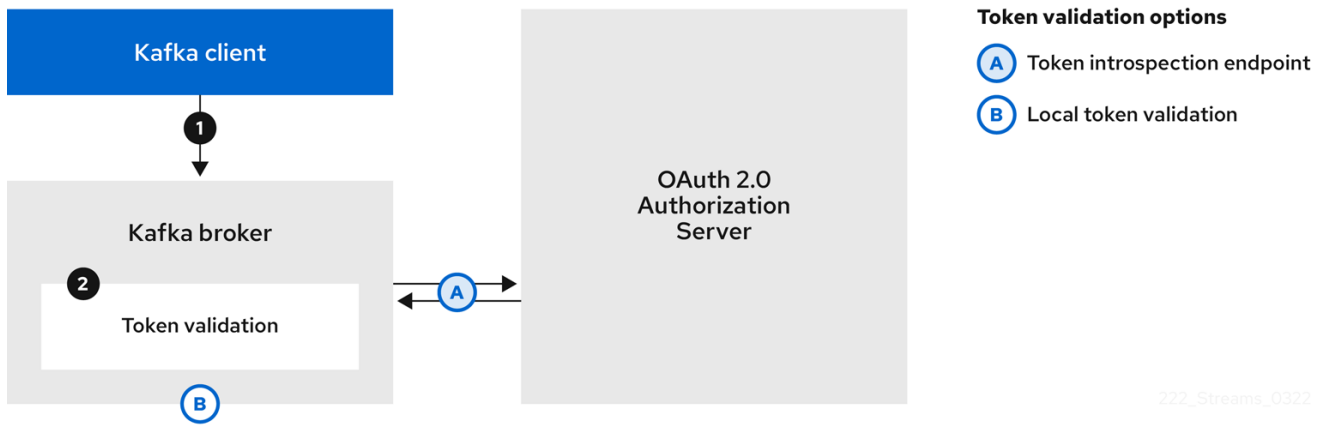 Kafka client
1
Kafka broker
2
Token validation
B
A
OAuth 2.0
Authorization
Server
Token validation options
A Token introspection endpoint
B Local token validation
222_Streams_0322